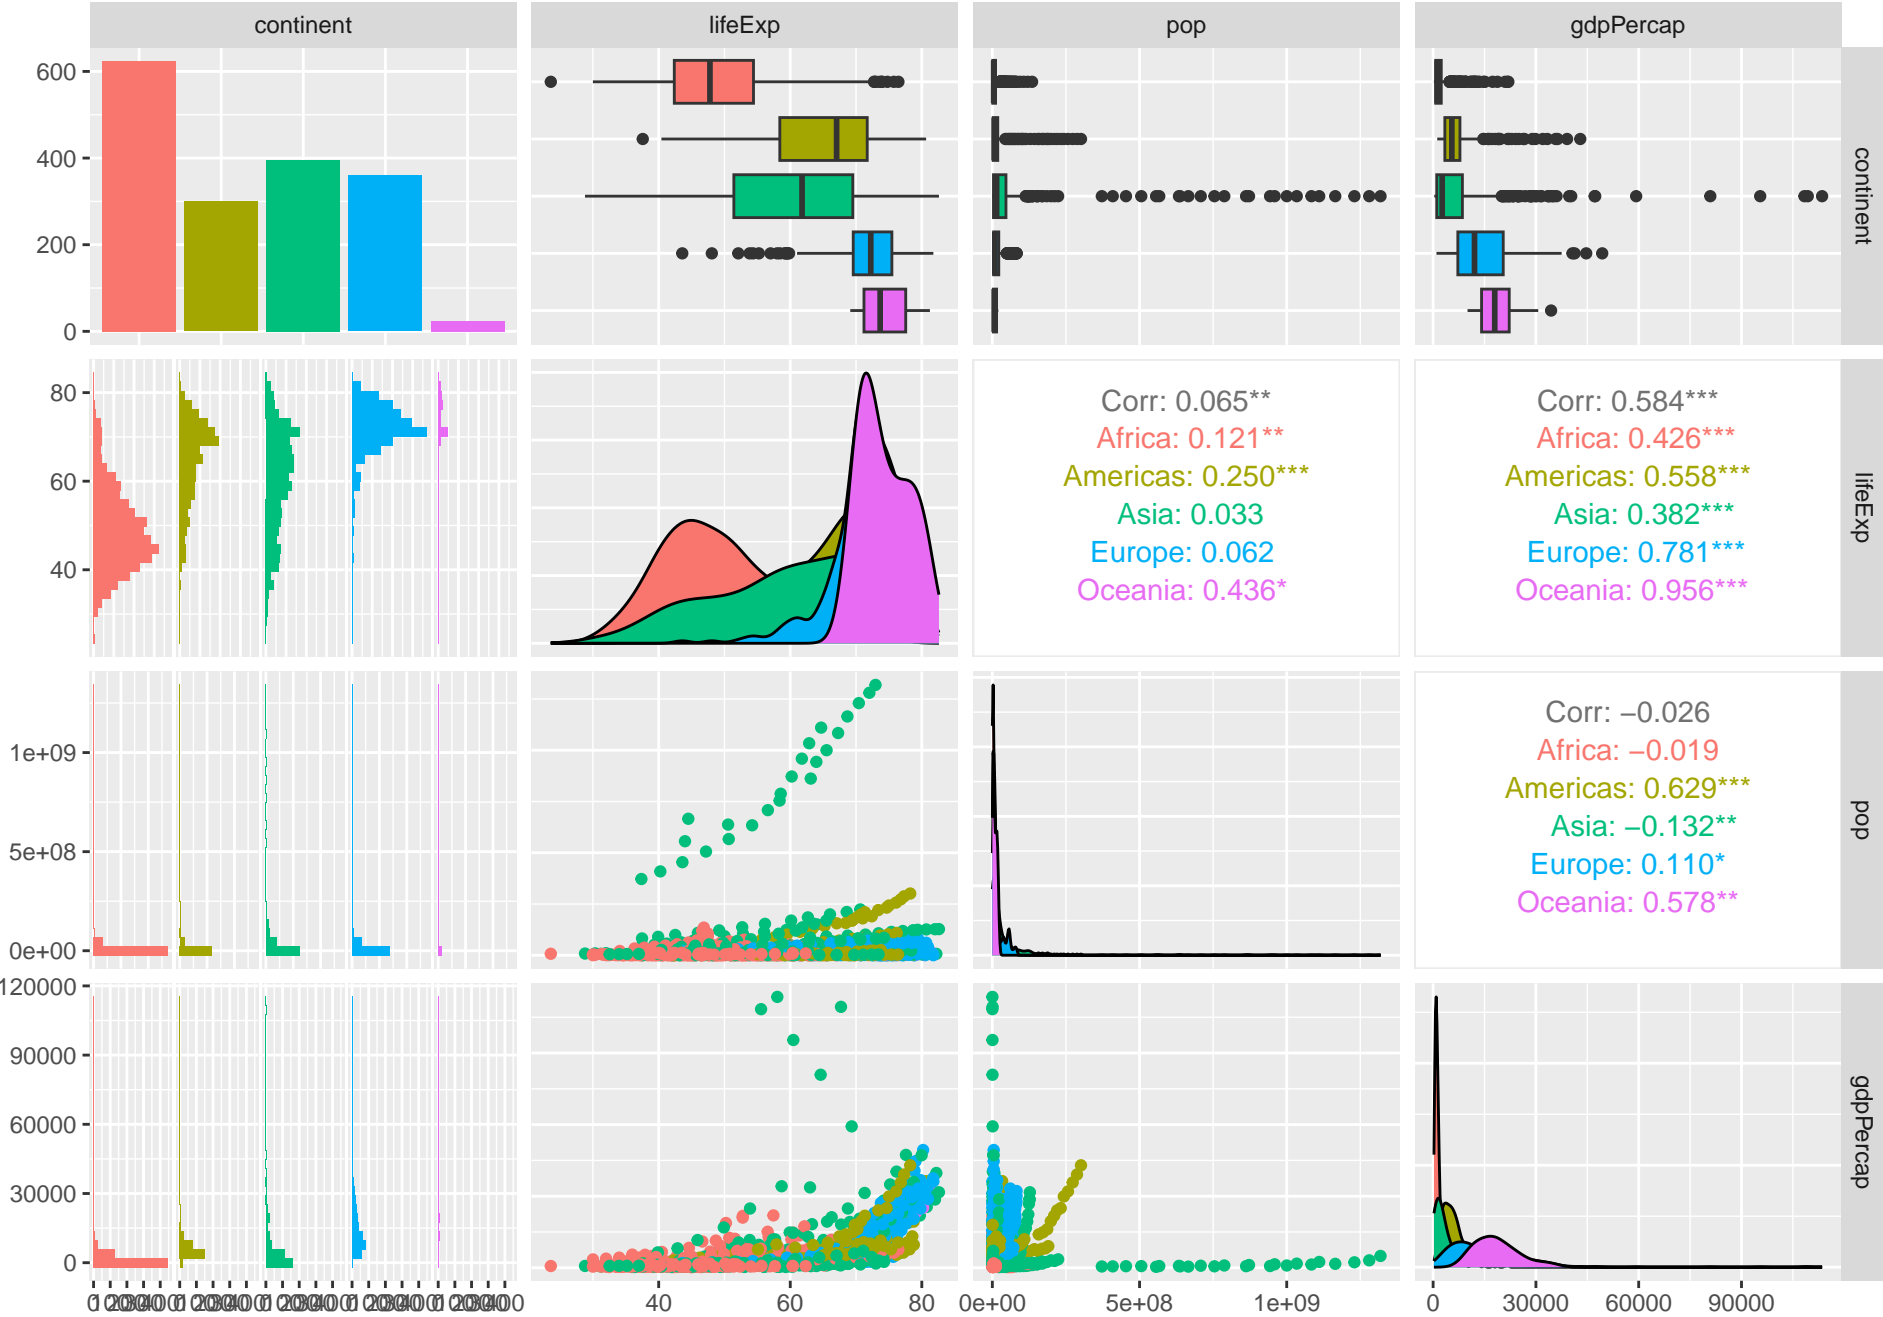 continent lifeExp pop gdpPercap
600
400
200
0
continent
80
60
40
Corr: 0.065**
Africa: 0.121**
Americas: 0.250***
Asia: 0.033
Europe: 0.062
Oceania: 0.436*
Corr: 0.584***
Africa: 0.426***
Americas: 0.558***
Asia: 0.382***
Europe: 0.781***
Oceania: 0.956***
lifeExp
1e+09
5e+08
0e+00
Corr: −0.026
Africa: −0.019
Americas: 0.629***
Asia: −0.132**
Europe: 0.110*
Oceania: 0.578**
pop
120000
90000
60000
30000
0
gdpPercap
40 60 80 0e+00 5e+08 1e+09 0 30000 60000 90000